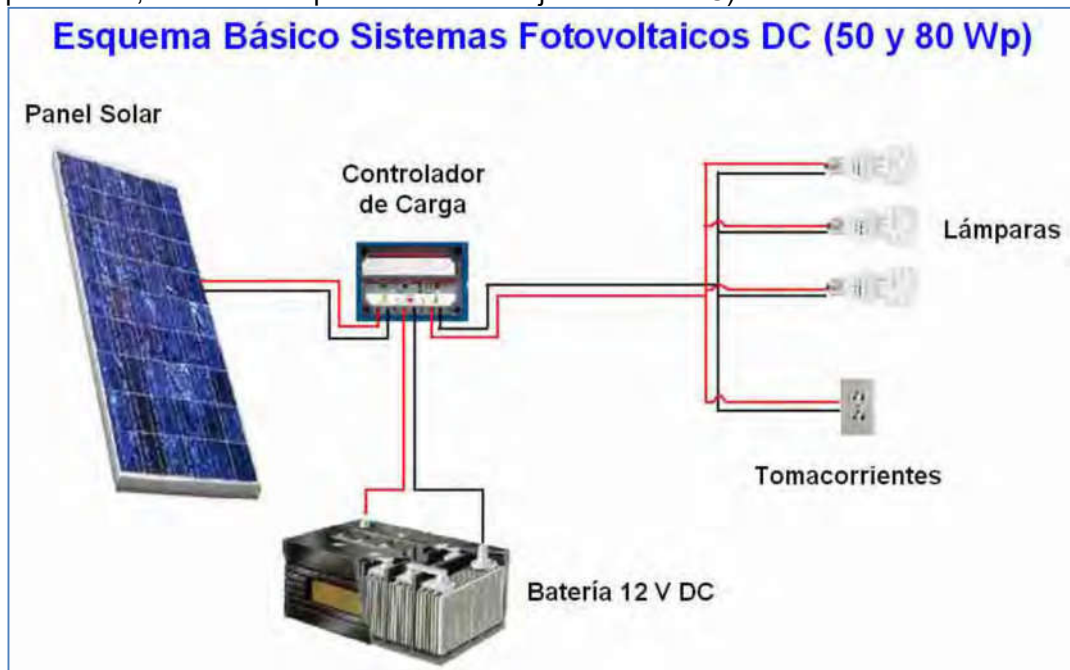 Esquema Básico Sistemas Fotovoltaicos DC (50 y 80 Wp)
Panel Solar
Controlador
de Carga
Lámparas
Tomacorrientes
Batería 12 V DC